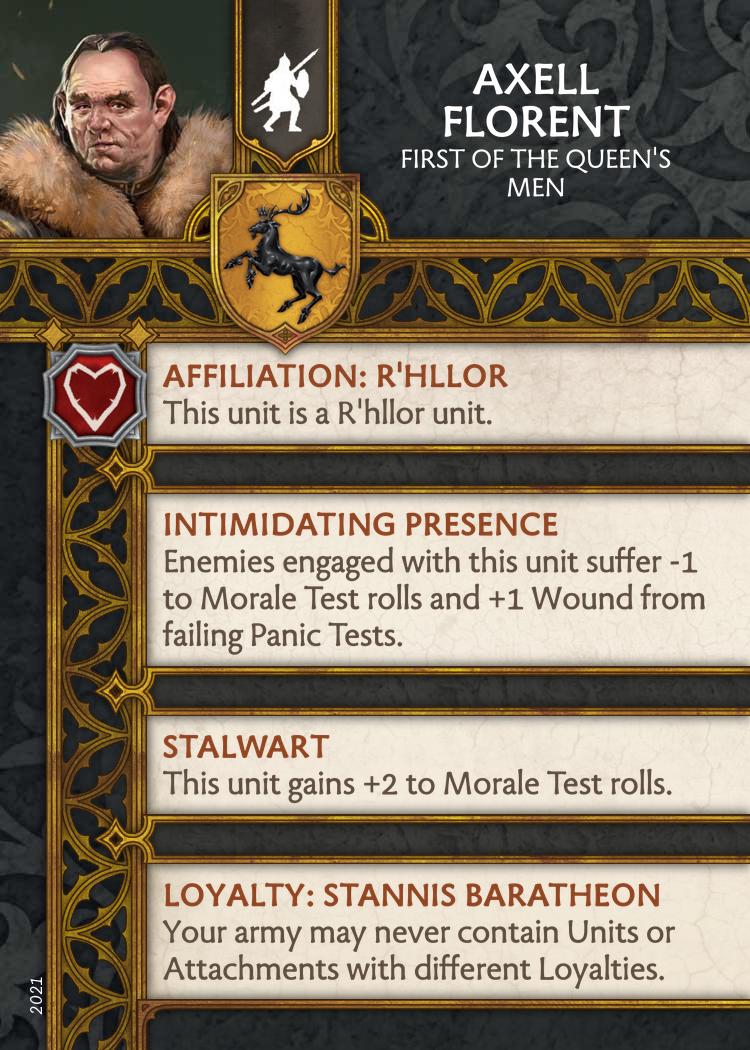 AXELL
FLORENT
FIRST OF THE QUEEN'S
MEN
AFFILIATION: R'HLLOR
This unit is a R'hllor unit.
INTIMIDATING PRESENCE
Enemies engaged with this unit suffer -1
to Morale Test rolls and +1 Wound from
failing Panic Tests.
STALWART
This unit gains +2 to Morale Test rolls.
LOYALTY: STANNIS BARATHEON
Your army may never contain Units or
Attachments with different Loyalties.
2021